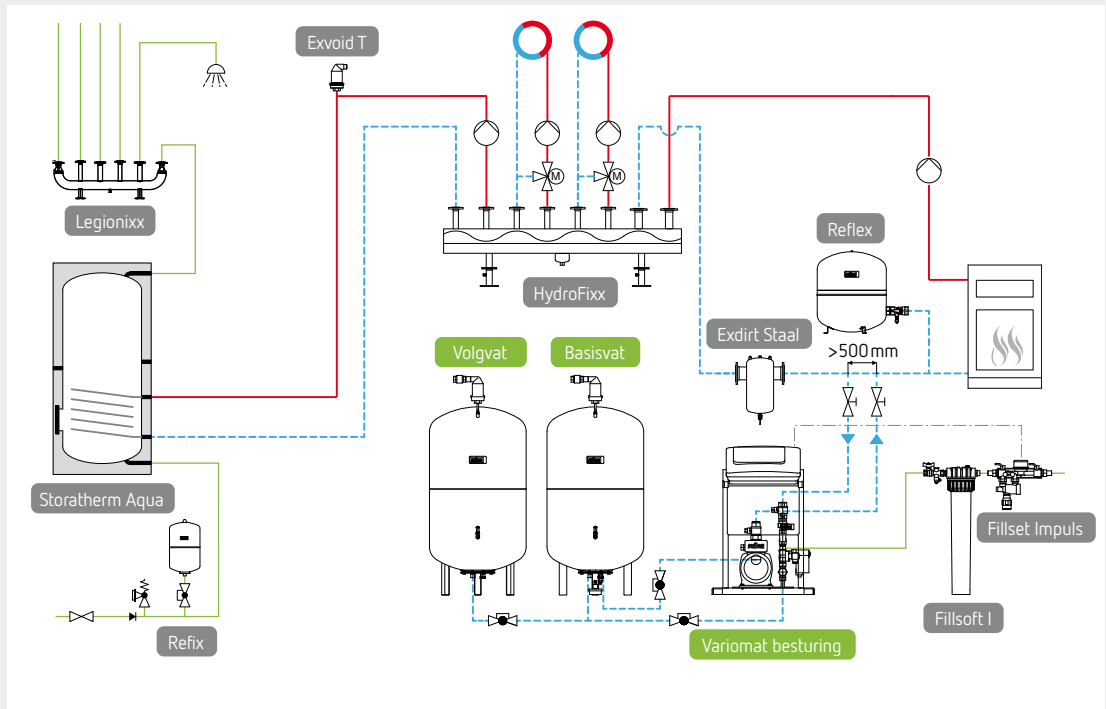 Exvoid T
Legionixx
HydroFixx
Reflex
Exdirt Staal
>500 mm
Volgvat
Basisvat
Storatherm Aqua
Fillset Impuls
Fillsoft I
Refix
Variomat besturing
M
M